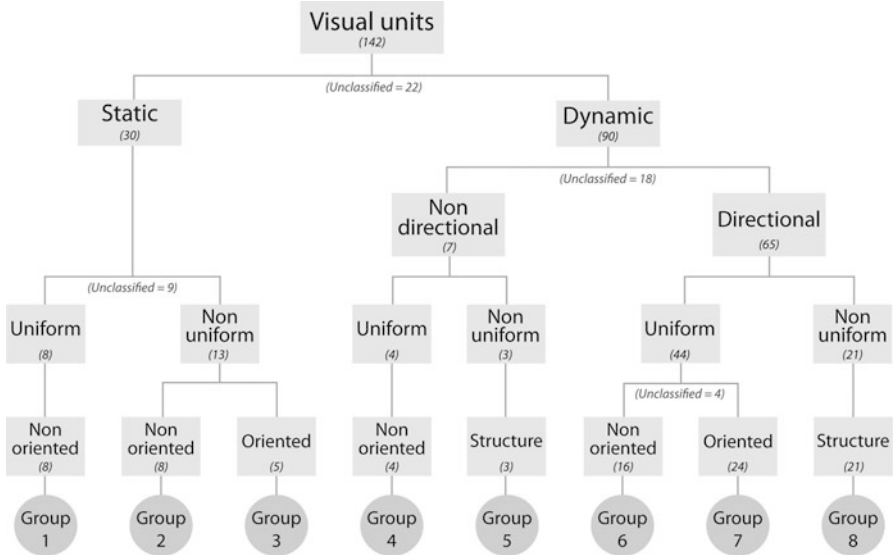 Visual units
(142)
(Unclassified = 22)
Static
(30)
Dynamic
(90)
(Unclassified = 18)
Non
directional
(7)
Directional
(65)
(Unclassified = 9)
Uniform
(8)
Non
uniform
(13)
Uniform
(4)
Non
uniform
(3)
Uniform
(44)
Non
uniform
(21)
(Unclassified = 4)
Non
oriented
(8)
Non
oriented
(8)
Oriented
(5)
Non
oriented
(4)
Structure
(3)
Non
oriented
(16)
Oriented
(24)
Structure
(21)
Group
1
Group
2
Group
3
Group
4
Group
5
Group
6
Group
7
Group
8